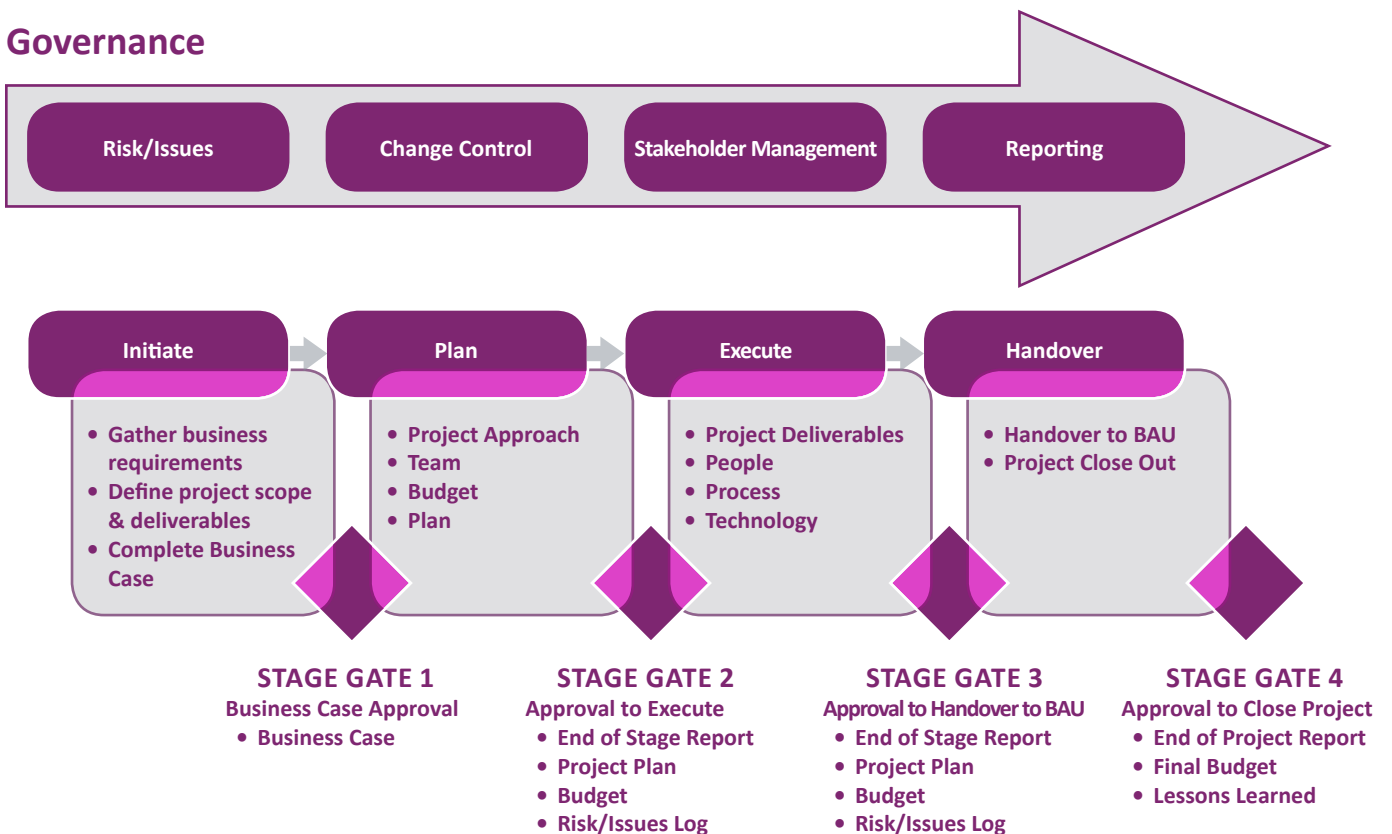 Governance
Risk/Issues
Change Control
Stakeholder Management
Reporting
Initiate
Plan
Execute
Handover
• Gather business
requirements
• Define project scope
& deliverables
• Complete Business
Case
• Project Approach
• Team
• Budget
• Plan
• Project Deliverables
• People
• Process
• Technology
• Handover to BAU
• Project Close Out
STAGE GATE 1
Business Case Approval
• Business Case
STAGE GATE 2
Approval to Execute
• End of Stage Report
• Project Plan
• Budget
• Risk/Issues Log
STAGE GATE 3
Approval to Handover to BAU
• End of Stage Report
• Project Plan
• Budget
• Risk/Issues Log
STAGE GATE 4
Approval to Close Project
• End of Project Report
• Final Budget
• Lessons Learned